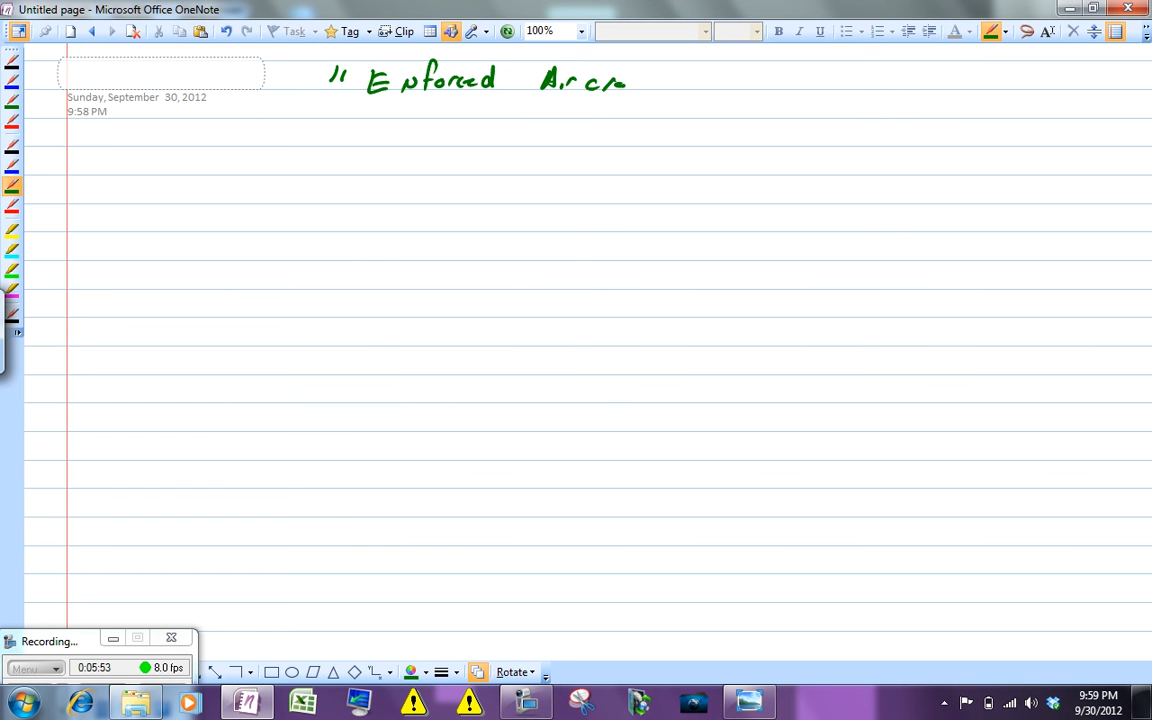 Untitled page - Microsoft Office OneNote
Task Tag Clip 100% B I U A
" Enforced Aircra
Sunday, September 30, 2012
9:58 PM
Recording...
Menu 0:05:53 8.0 fps
Rotate
9:59 PM
9/30/2012